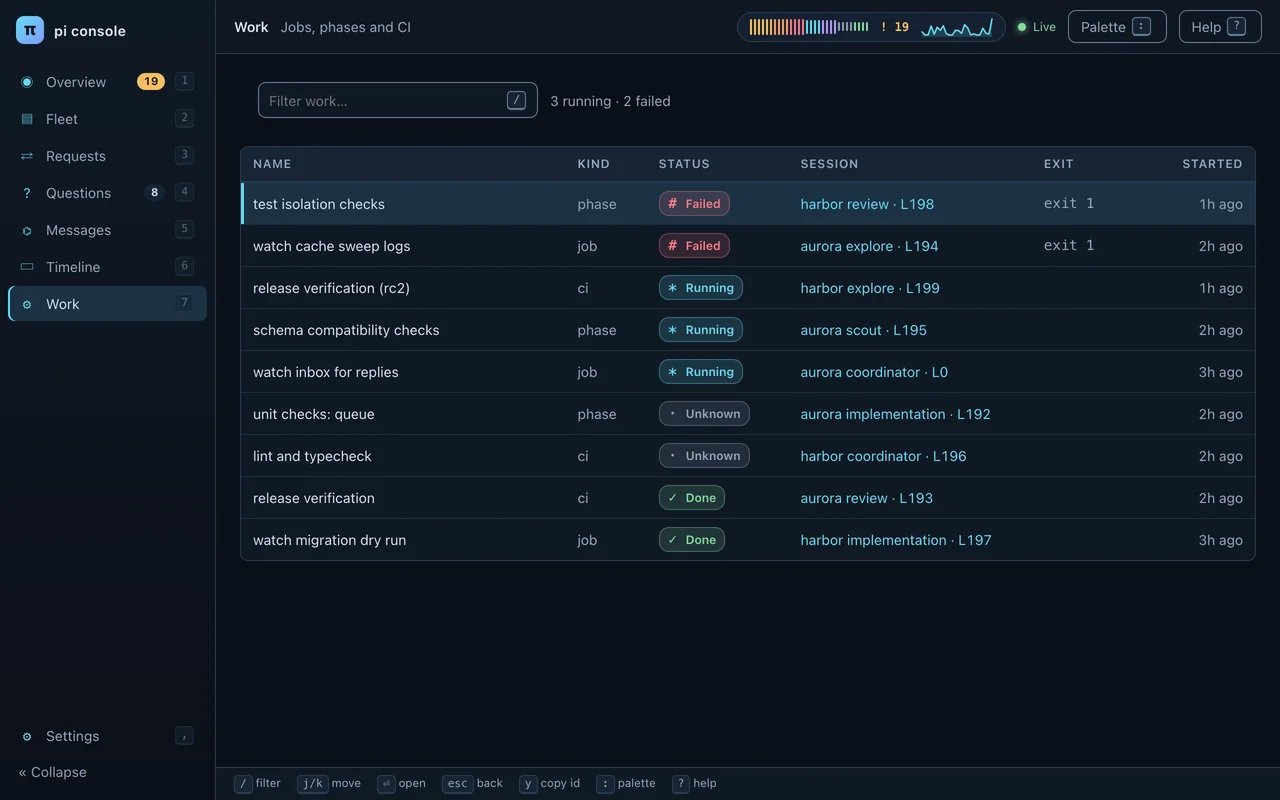 π pi console
Overview 19 1
Fleet 2
Requests 3
? Questions 8 4
Messages 5
Timeline 6
Work 7
Settings ,
« Collapse
Work Jobs, phases and CI
! 19
Live
Palette :
Help ?
Filter work... /
3 running · 2 failed
NAME KIND STATUS SESSION EXIT STARTED
test isolation checks phase # Failed harbor review · L198 exit 1 1h ago
watch cache sweep logs job # Failed aurora explore · L194 exit 1 2h ago
release verification (rc2) ci * Running harbor explore · L199 1h ago
schema compatibility checks phase * Running aurora scout · L195 2h ago
watch inbox for replies job * Running aurora coordinator · L0 3h ago
unit checks: queue phase · Unknown aurora implementation · L192 2h ago
lint and typecheck ci · Unknown harbor coordinator · L196 2h ago
release verification ci ✓ Done aurora review · L193 2h ago
watch migration dry run job ✓ Done harbor implementation · L197 3h ago
/ filter j/k move ⏎ open esc back y copy id : palette ? help